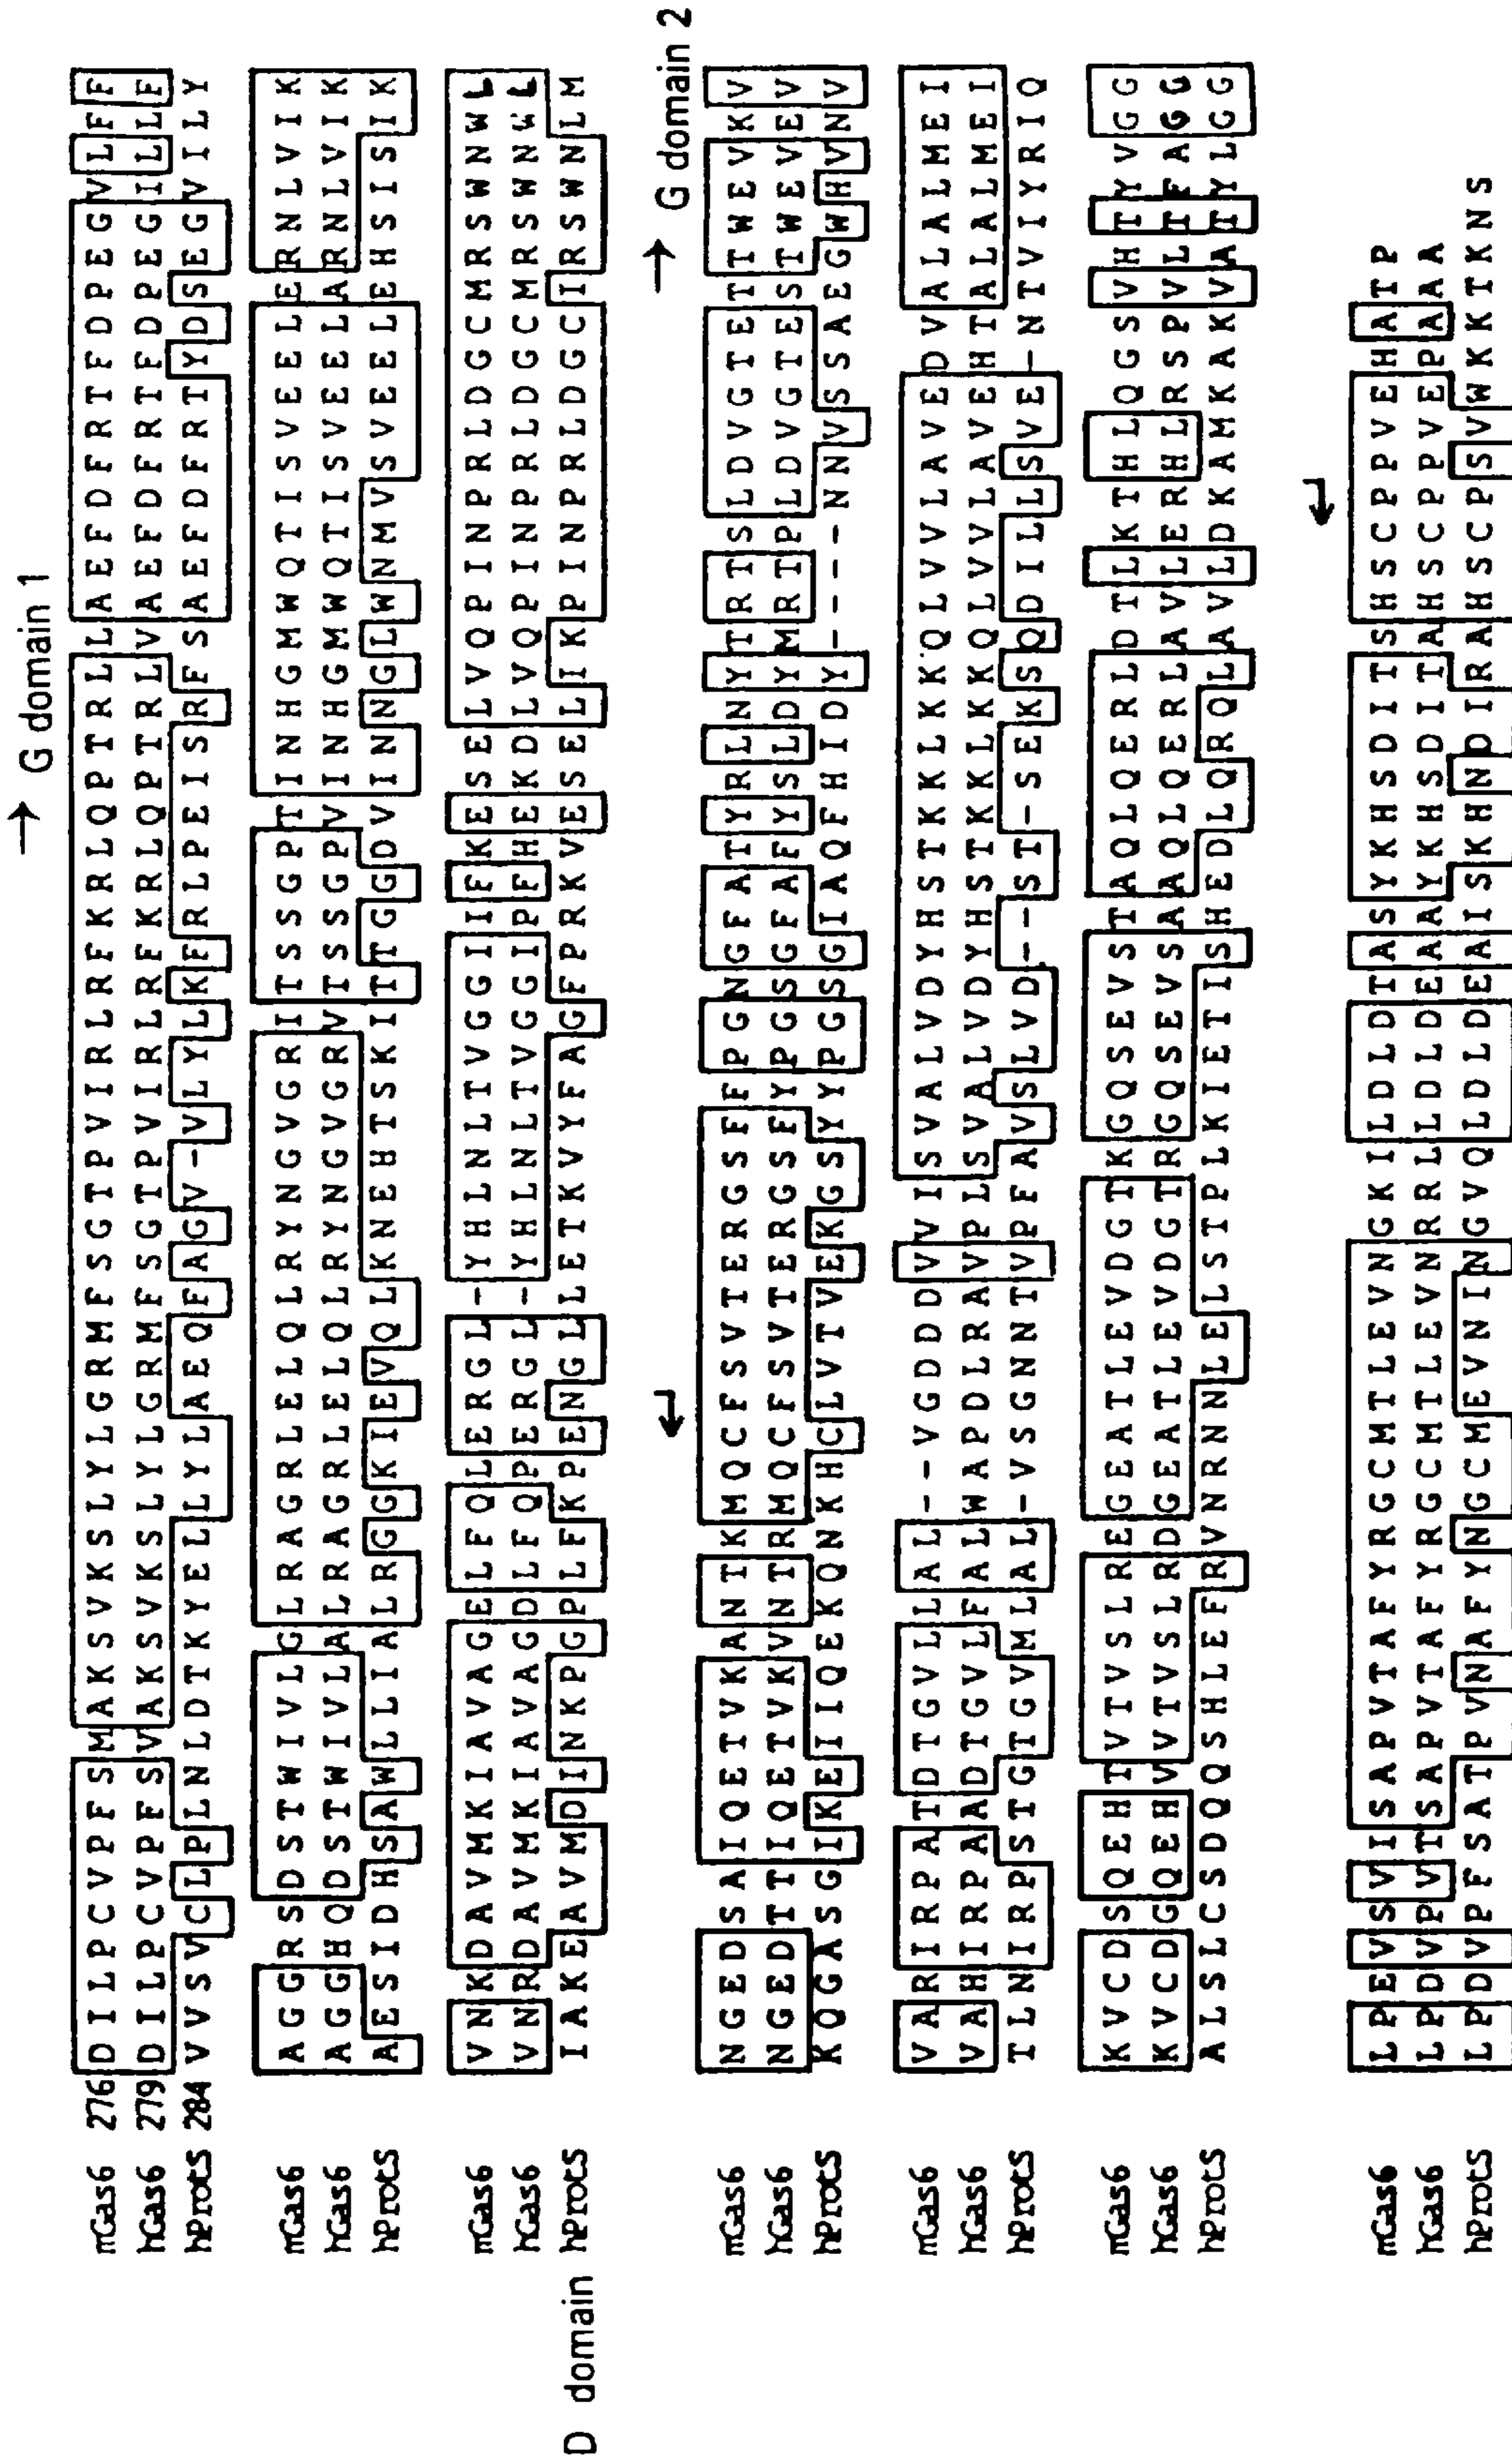 → G domain 1
mGas6 276 DILPCVPFSMAKSVKSLYLGRMFSGTPVIRLRFKRLQPTRLLAEFDFRTFDPEGVLFF
hGas6 279 DILPCVPFSVAKSVKSLYLGRMFSGTPVIRLRFKRLQPTRLVAEFDFRTFDPEGILLF
hProtS 284 VVSVCLPLNLDTKYELLYLAEQFAGV-VLYLKFRLPEISRFSAEFDFRTYDSEGVILY
mGas6 AGGRSDSTWIVLGLRAGRLELQLRYNGVGRITSSGPTINHGMWQTISVEELERNLVIK
hGas6 AGGHQDSTWIVLALRAGRLELQLRYNGVGRVTSSGPVINHGMWQTISVEELARNLVIK
hProtS AESIDHSAWLLIALRGGKIEVQLKNEHTSKITTGGDVINNGLWNMVSVEELEHSISIK
mGas6 VNKDAVMKIAVAGELFQLERGL-YHLNLTVGGIIFKESELVQPINPRLDGCMRSWNWL
hGas6 VNRDAVMKIAVAGDLFQPERGL-YHLNLTVGGIPFHEKDLVQPINPRLDGCMRSWNWL
hProtS IAKEAVMDINKPGPLFKPENGLLETKVYFAGFPRKVESELIKPINPRLDGCIRSWNLM
D domain
→ G domain 2
mGas6 NGEDSAIQETVKANTKMQCFSVTERGSFFPGNGFATYRLNYTRTSLDVGTETTWEVKV
hGas6 NGEDTTIQETVKVNTRMQCFSVTERGSFYPGSGFAFYSLDYMRTPLDVGTESTWEVEV
hProtS KQGASGIKEIIQEKQNKHCLVTVEKGSYYPGSGIAQFHIDY----NNVSSAEGWHVNV
mGas6 VARIRPATDTGVLLAL--VGDDDVVISVALVDYHSTKKLKKQLVVLAVEDVALALMEI
hGas6 VAHIRPAADTGVLFALWAPDLRAVPLSVALVDYHSTKKLKKQLVVLAVEHTALALMEI
hProtS TLNIRPSTGTGVMLAL-VSGNNTVPFAVSLVD--ST-SEKSQDILLSVE-NTVIYRIQ
mGas6 KVCDSQEHTVTVSLREGEATLEVDGTKGQSEVSTAQLQERLDTLKTHLQGSVHTYVGG
hGas6 KVCDGQEHVVTVSLRDGEATLEVDGTRGQSEVSAAQLQERLAVLERHLRSPVLTFAGG
hProtS ALSLCSDQQSHLEFRVNRNNLELSTPLKIETISHEDLQRQLAVLDKAMKAKVATYLGG
mGas6 LPEVSVISAPVTAFYRGCMTLEVNGKILDLDTASYKHSDITSHSCPPVEHATP
hGas6 LPDVPVTSAPVTAFYRGCMTLEVNRRLLDLDEAAYKHSDITAHSCPPVEPAAA
hProtS LPDVPFSATPVNAFYNGCMEVNINGVQLDLDEAISKHNDIRAHSCPSVWKKTKNS